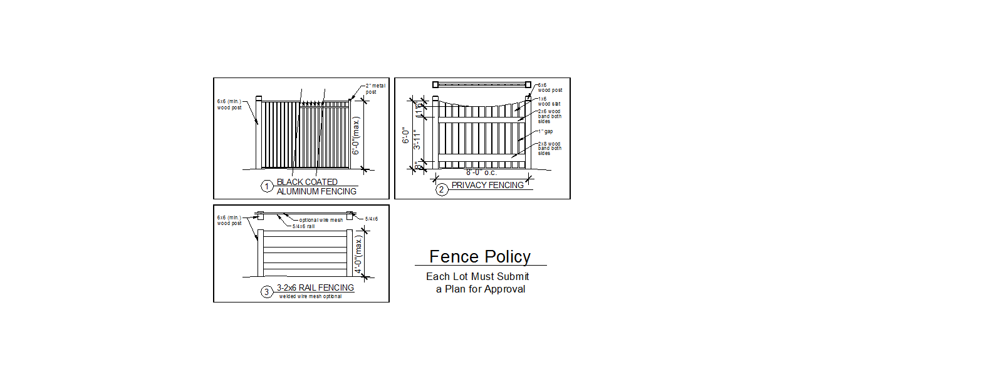 2" metal
post
6x6 (min.)
wood post
6'-0"(max.)
1
BLACK COATED
ALUMINUM FENCING
6x6
wood post
1x6
wood slat
2x6 wood
band both
sides
1" gap
2x8 wood
band both
sides
6'-0"
6"
11"
3'-11"
8"
8'-0" o.c.
2
PRIVACY FENCING
6x6 (min.)
wood post
optional wire mesh
5/4x6 rail
5/4x6
4'-0"(max.)
3
3-2x6 RAIL FENCING
welded wire mesh optional
Fence Policy
Each Lot Must Submit
a Plan for Approval